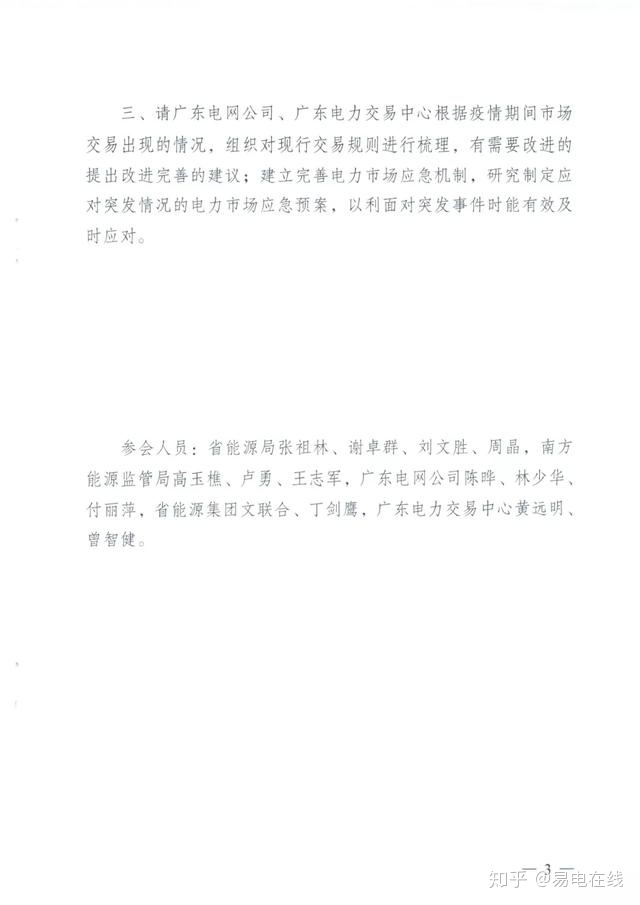 三、请广东电网公司、广东电力交易中心根据疫情期间市场
交易出现的情况，组织对现行交易规则进行梳理，有需要改进的
提出改进完善的建议；建立完善电力市场应急机制，研究制定应
对突发情况的电力市场应急预案，以利面对突发事件时能有效及
时应对。
参会人员：省能源局张祖林、谢卓群、刘文胜、周晶，南方
能源监管局高玉樵、卢勇、王志军，广东电网公司陈晔、林少华、
付丽萍，省能源集团文联合、丁剑鹰，广东电力交易中心黄远明、
曾智健。
— 3 —
知乎 @易电在线